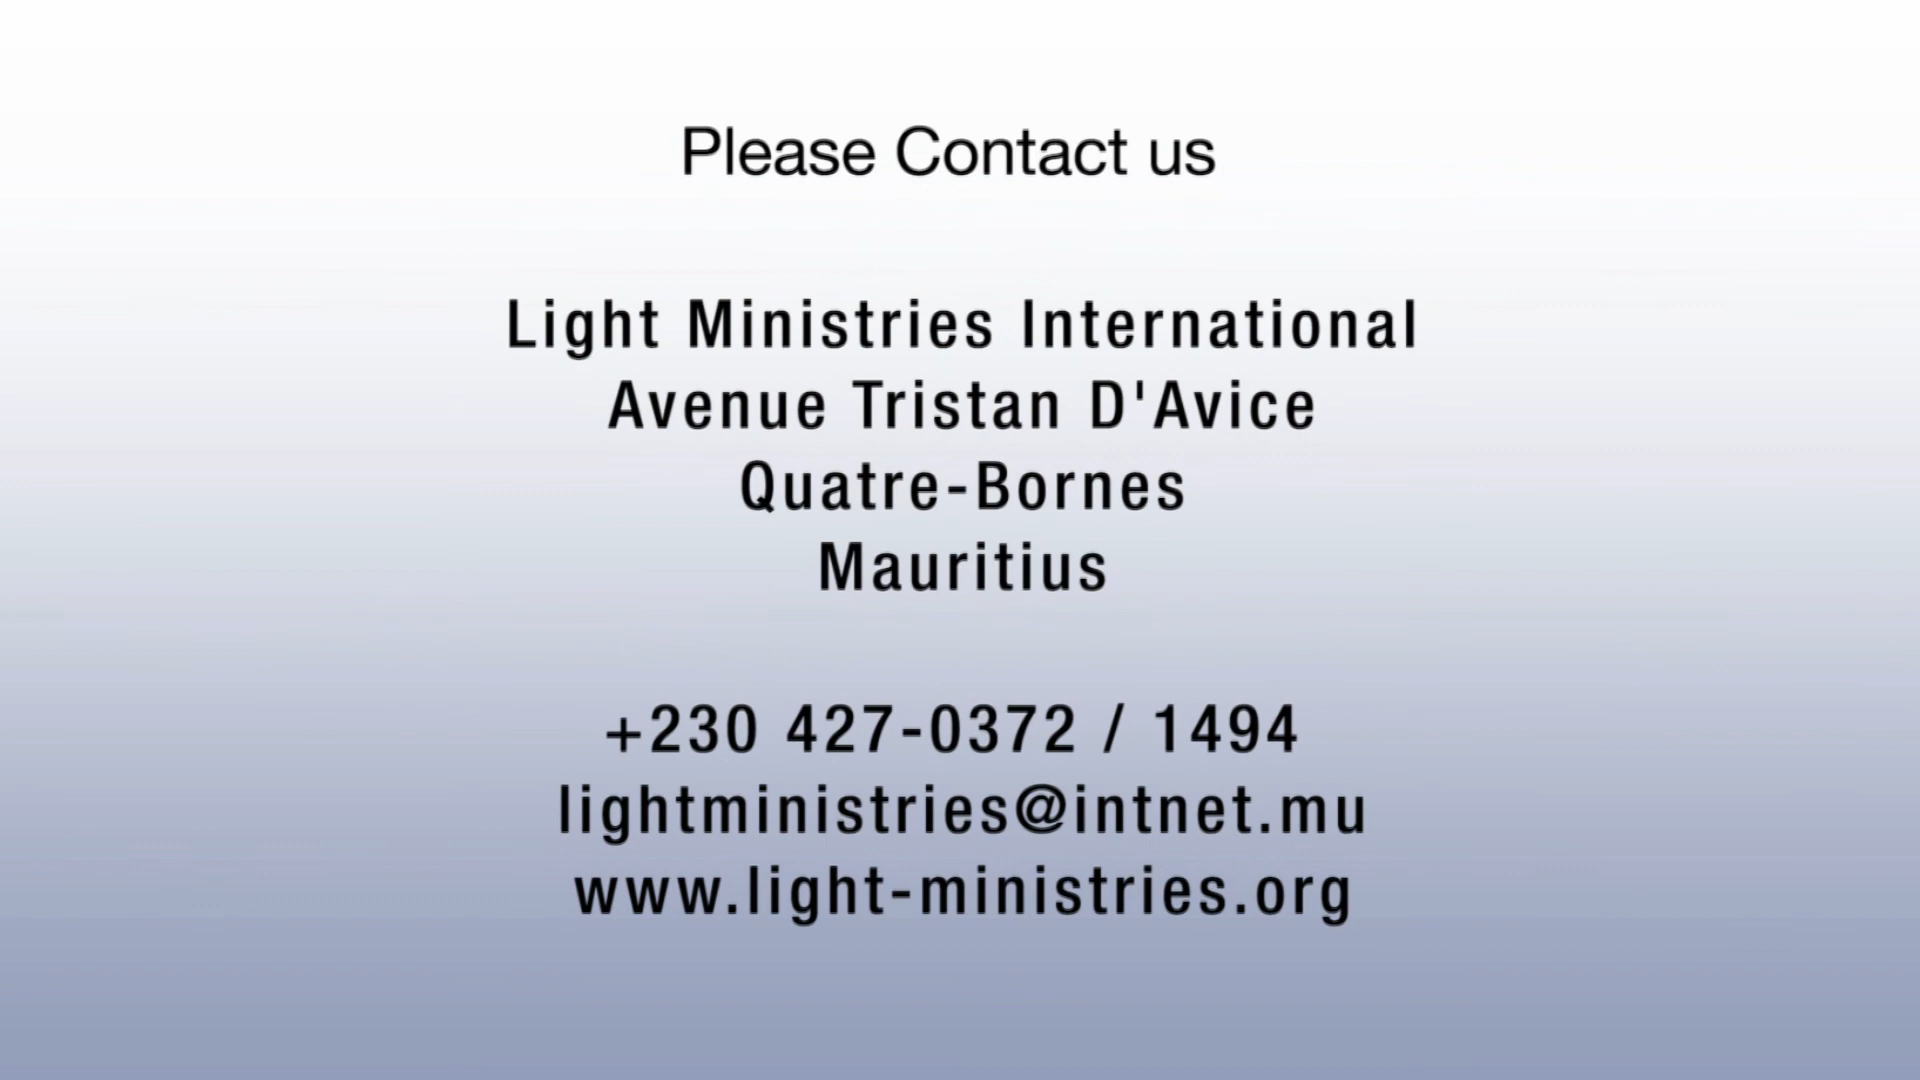 Please Contact us
Light Ministries International
Avenue Tristan D'Avice
Quatre-Bornes
Mauritius
+230 427-0372 / 1494
lightministries@intnet.mu
www.light-ministries.org